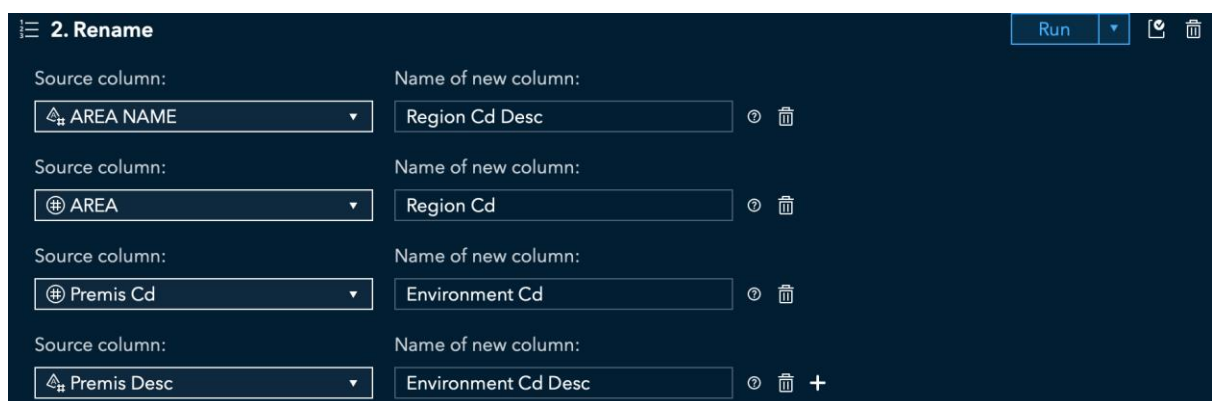 2. Rename Run
Source column: Name of new column:
AREA NAME Region Cd Desc
Source column: Name of new column:
AREA Region Cd
Source column: Name of new column:
Premis Cd Environment Cd
Source column: Name of new column:
Premis Desc Environment Cd Desc